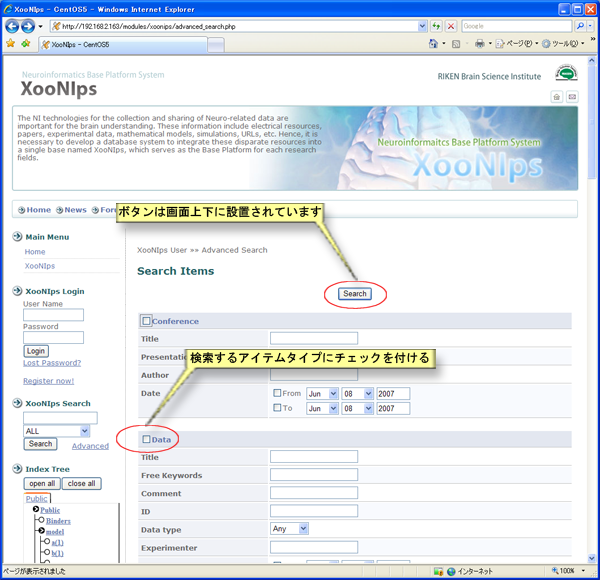 XooNIps - CentOS5 - Windows Internet Explorer
http://192.168.2.163/modules/xoonips/advanced_search.php
Google
XooNIps - CentOS5
ページ(P)
ツール(O)
Neuroinformatics Base Platform System
XooNIps
RIKEN Brain Science Institute
The NI technologies for the collection and sharing of Neuro-related data are
important for the brain understanding. These information include electrical resources,
papers, experimental data, mathematical models, simulations, URLs, etc. Hence, it is
necessary to develop a database system to integrate these disparate resources into
a single base named XooNIps, which serves as the Base Platform for each research
fields.
Neuroinformaitcs Base Platform System
XooNIps
Home
News
For
ボタンは画面上下に設置されています
Main Menu
Home
XooNIps
XooNIps User »» Advanced Search
Search Items
Search
XooNIps Login
User Name
Password
Login
Lost Password?
Register now!
Conference
Title
Presentati
検索するアイテムタイプにチェックを付ける
Author
Date
From
Jun
08
2007
To
Jun
08
2007
XooNIps Search
ALL
Search
Advanced
Data
Title
Free Keywords
Comment
ID
Data type
Any
Experimenter
Index Tree
open all
close all
Public
Public
Binders
model
a(1)
b(1)
ページが表示されました
インターネット
100%